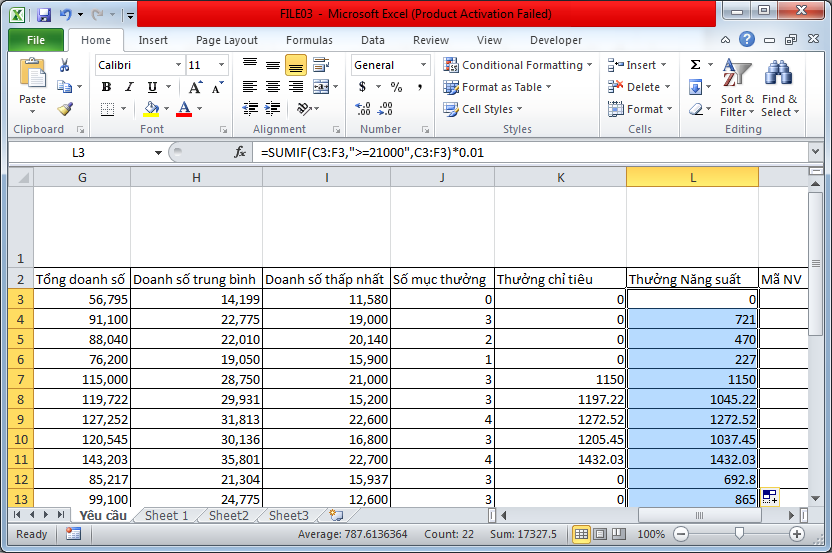 FILE03 - Microsoft Excel (Product Activation Failed)
File Home Insert Page Layout Formulas Data Review View Developer
Paste Calibri 11 General Conditional Formatting Insert Σ
B I U A A $ % , Format as Table Delete Sort & Find &
A Cell Styles Format Filter Select
Clipboard Font Alignment Number Styles Cells Editing
L3 fx =SUMIF(C3:F3,">=21000",C3:F3)*0.01
G H I J K L
1
2 Tổng doanh số Doanh số trung bình Doanh số thấp nhất Số mục thưởng Thưởng chỉ tiêu Thưởng Năng suất Mã NV
3 56,795 14,199 11,580 0 0 0
4 91,100 22,775 19,000 3 0 721
5 88,040 22,010 20,140 2 0 470
6 76,200 19,050 15,900 1 0 227
7 115,000 28,750 21,000 3 1150 1150
8 119,722 29,931 15,200 3 1197.22 1045.22
9 127,252 31,813 22,600 4 1272.52 1272.52
10 120,545 30,136 16,800 3 1205.45 1037.45
11 143,203 35,801 22,700 4 1432.03 1432.03
12 85,217 21,304 15,937 3 0 692.8
13 99,100 24,775 12,600 3 0 865
Yêu cầu Sheet 1 Sheet2 Sheet3
Ready Average: 787.6136364 Count: 22 Sum: 17327.5 100%